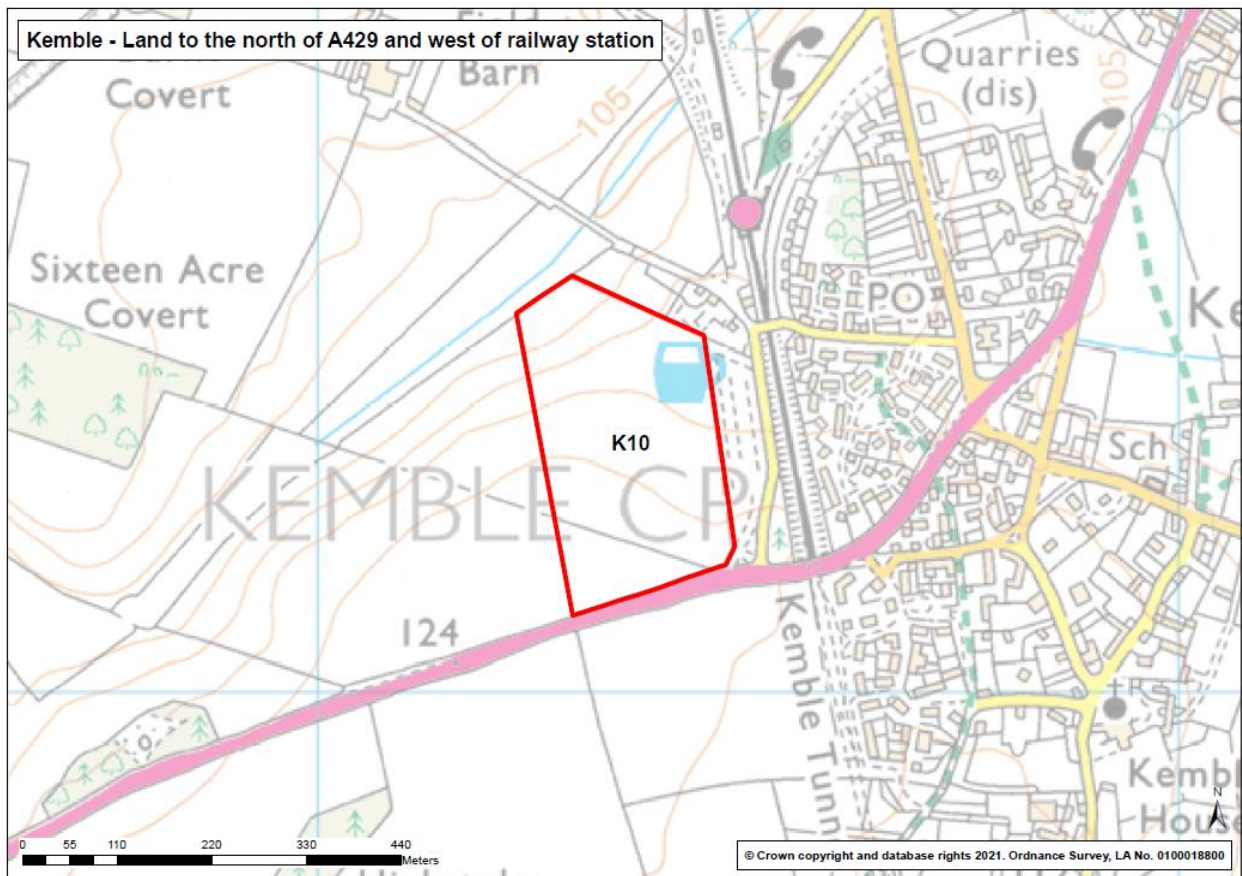 Kemble - Land to the north of A429 and west of railway station
Field
Barn
Covert
105
Quarries
(dis)
105
Sixteen Acre
Covert
PO
K10
KEMBLE CP
Sch
124
Kemble Tunn
Kembl
House
N
0 55 110 220 330 440
Meters
© Crown copyright and database rights 2021. Ordnance Survey, LA No. 0100018800